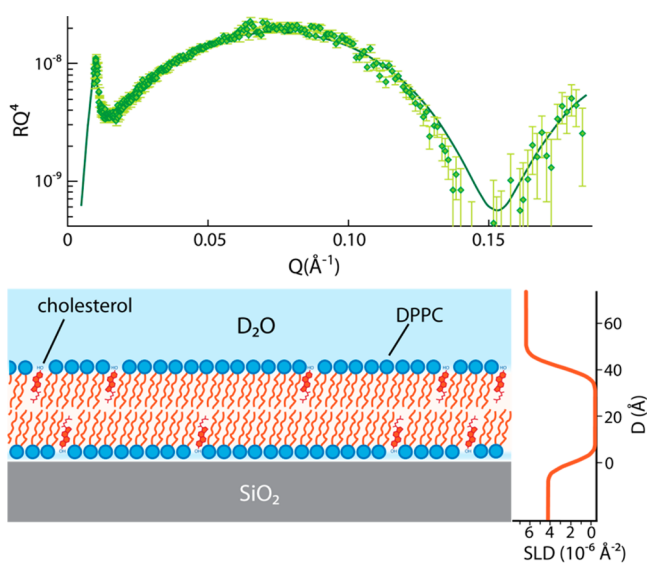 RQ⁴
10⁻⁸
10⁻⁹
0
0.05
0.10
0.15
Q(Å⁻¹)
cholesterol
D₂O
DPPC
SiO₂
60
40
20
0
D (Å)
6 4 2 0
SLD (10⁻⁶ Å⁻²)